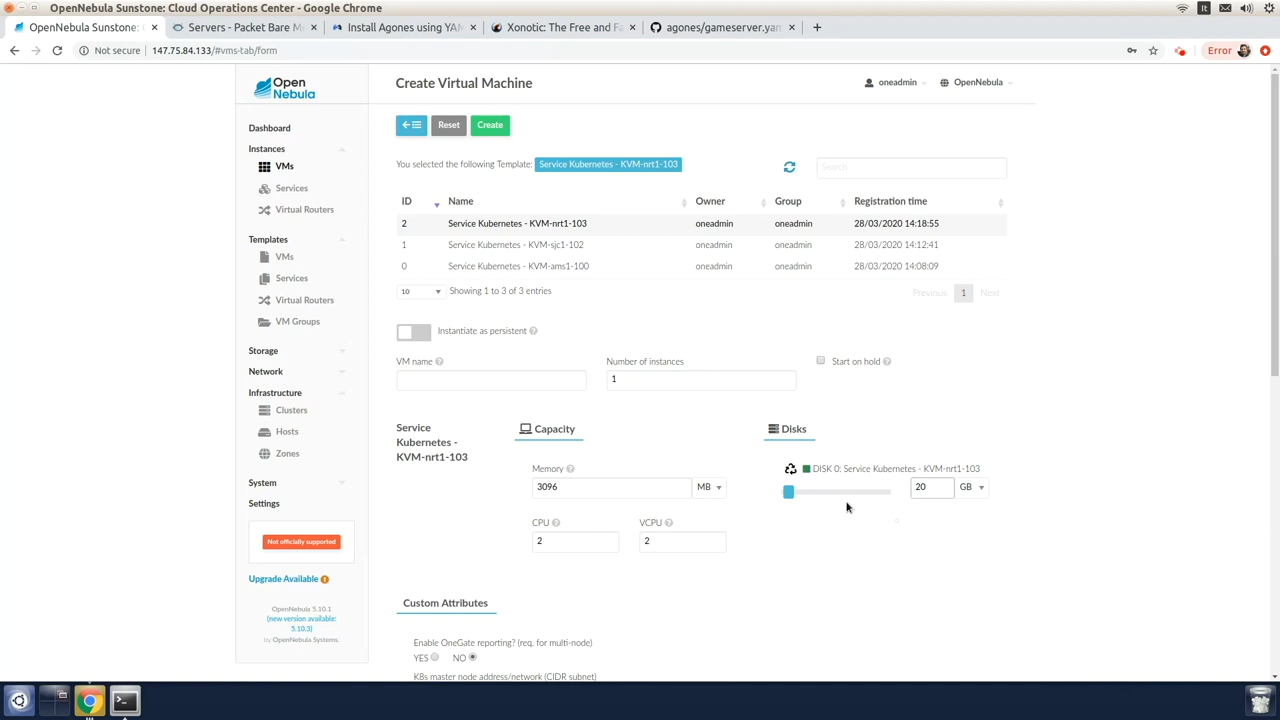 OpenNebula Sunstone: Cloud Operations Center - Google Chrome
It
OpenNebula Sunstone: C
Servers - Packet Bare M
Install Agones using YAM
Xonotic: The Free and Fa
agones/gameserver.yam
Not secure
147.75.84.133/#vms-tab/form
Error
Open
Nebula
Create Virtual Machine
oneadmin
OpenNebula
Dashboard
Instances
VMs
Services
Virtual Routers
Templates
VMs
Services
Virtual Routers
VM Groups
Storage
Network
Infrastructure
Clusters
Hosts
Zones
System
Settings
Not officially supported
Upgrade Available
OpenNebula 5.10.1
(new version available:
5.10.3)
by OpenNebula Systems.
Reset
Create
You selected the following Template: Service Kubernetes - KVM-nrt1-103
Search
ID Name Owner Group Registration time
2 Service Kubernetes - KVM-nrt1-103 oneadmin oneadmin 28/03/2020 14:18:55
1 Service Kubernetes - KVM-sjc1-102 oneadmin oneadmin 28/03/2020 14:12:41
0 Service Kubernetes - KVM-ams1-100 oneadmin oneadmin 28/03/2020 14:08:09
10 Showing 1 to 3 of 3 entries
Previous 1 Next
Instantiate as persistent
VM name
Number of instances
1
Start on hold
Service
Kubernetes -
KVM-nrt1-103
Capacity
Memory
3096 MB
CPU
2
VCPU
2
Disks
DISK 0: Service Kubernetes - KVM-nrt1-103
20 GB
Custom Attributes
Enable OneGate reporting? (req. for multi-node)
YES NO
K8s master node address/network (CIDR subnet)